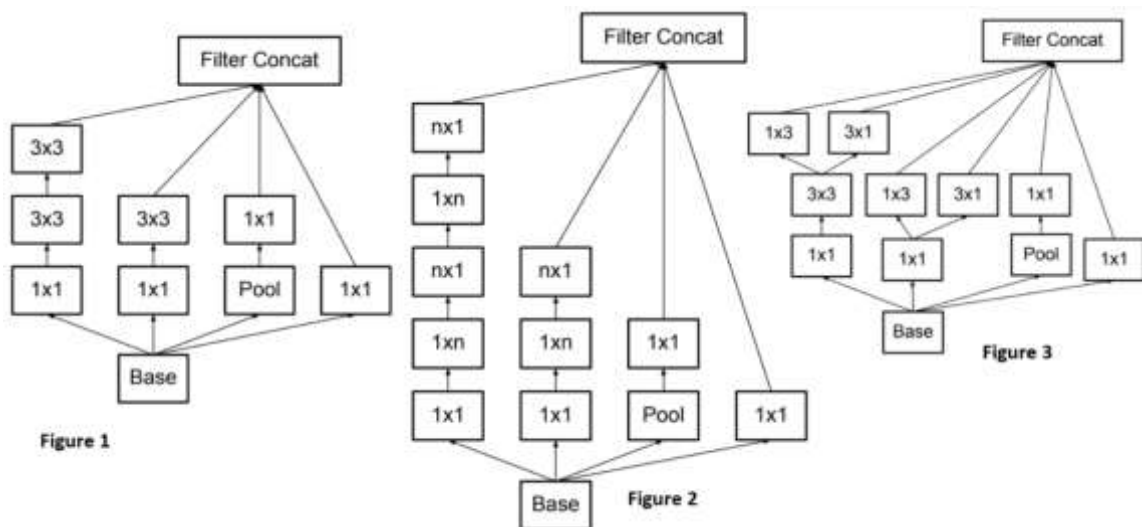 Filter Concat
3x3
3x3
3x3
1x1
1x1
1x1
Pool
1x1
Base
Figure 1
Filter Concat
nx1
1xn
nx1
nx1
1xn
1xn
1x1
1x1
1x1
Pool
1x1
Base
Figure 2
Filter Concat
1x3
3x1
3x3
1x3
3x1
1x1
1x1
1x1
Pool
1x1
Base
Figure 3